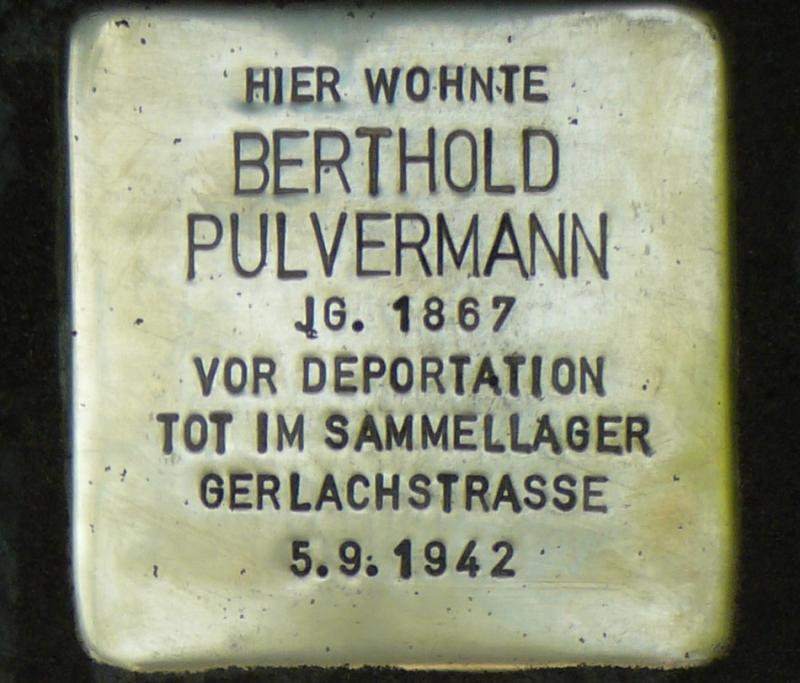 HIER WOHNTE
BERTHOLD
PULVERMANN
JG. 1867
VOR DEPORTATION
TOT IM SAMMELLAGER
GERLACHSTRASSE
5.9.1942